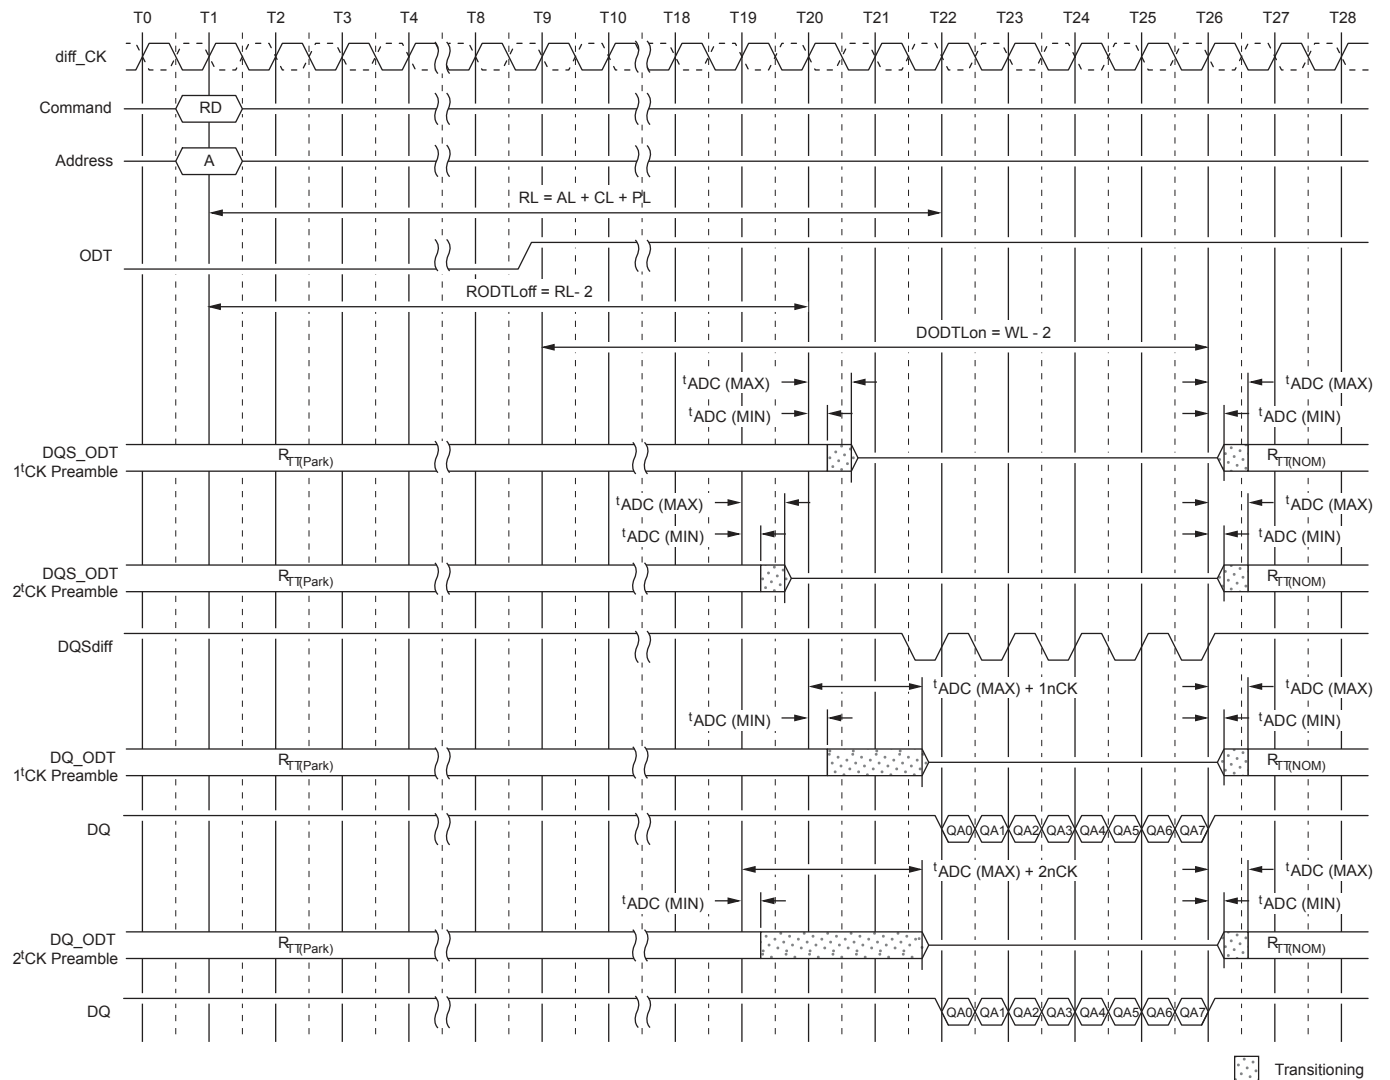 T0 T1 T2 T3 T4 T8 T9 T10 T18 T19 T20 T21 T22 T23 T24 T25 T26 T27 T28
diff_CK
Command RD
Address A
RL = AL + CL + PL
ODT
RODTLoff = RL- 2
DODTLon = WL - 2
tADC (MAX) tADC (MAX)
tADC (MIN) tADC (MIN)
DQS_ODT
1tCK Preamble RTT(Park) RTT(NOM)
tADC (MAX) tADC (MAX)
tADC (MIN) tADC (MIN)
DQS_ODT
2tCK Preamble RTT(Park) RTT(NOM)
DQSdiff
tADC (MAX) + 1nCK tADC (MAX)
tADC (MIN) tADC (MIN)
DQ_ODT
1tCK Preamble RTT(Park) RTT(NOM)
DQ QA0 QA1 QA2 QA3 QA4 QA5 QA6 QA7
tADC (MAX) + 2nCK tADC (MAX)
tADC (MIN) tADC (MIN)
DQ_ODT
2tCK Preamble RTT(Park) RTT(NOM)
DQ QA0 QA1 QA2 QA3 QA4 QA5 QA6 QA7
Transitioning